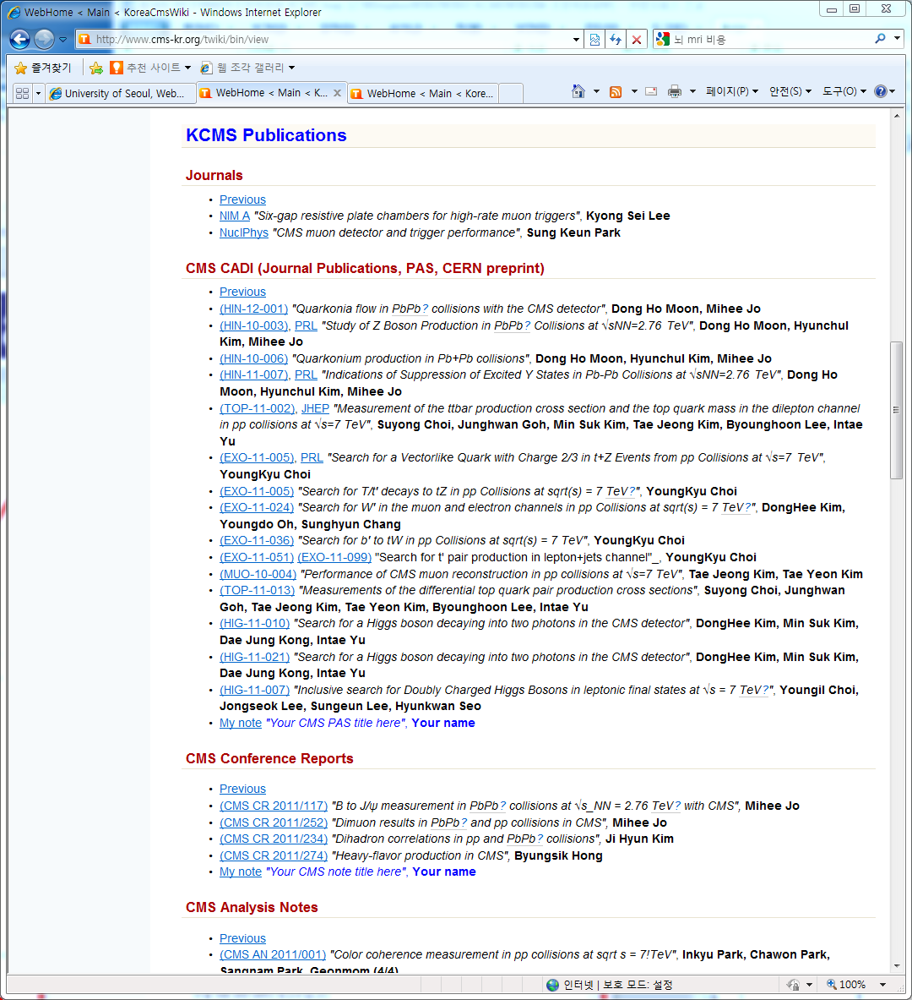 WebHome < Main < KoreaCmsWiki - Windows Internet Explorer
http://www.cms-kr.org/twiki/bin/view
뇌 mri 비용
즐겨찾기
추천 사이트
웹 조각 갤러리
University of Seoul, Web...
WebHome < Main < K...
WebHome < Main < Kore...
페이지(P)
안전(S)
도구(O)
KCMS Publications
Journals
• Previous
• NIM A "Six-gap resistive plate chambers for high-rate muon triggers", Kyong Sei Lee
• NuclPhys "CMS muon detector and trigger performance", Sung Keun Park
CMS CADI (Journal Publications, PAS, CERN preprint)
• Previous
• (HIN-12-001) "Quarkonia flow in PbPb? collisions with the CMS detector", Dong Ho Moon, Mihee Jo
• (HIN-10-003), PRL "Study of Z Boson Production in PbPb? Collisions at √sNN=2.76 TeV", Dong Ho Moon, Hyunchul
Kim, Mihee Jo
• (HIN-10-006) "Quarkonium production in Pb+Pb collisions", Dong Ho Moon, Hyunchul Kim, Mihee Jo
• (HIN-11-007), PRL "Indications of Suppression of Excited Y States in Pb-Pb Collisions at √sNN=2.76 TeV", Dong Ho
Moon, Hyunchul Kim, Mihee Jo
• (TOP-11-002), JHEP "Measurement of the ttbar production cross section and the top quark mass in the dilepton channel
in pp collisions at √s=7 TeV", Suyong Choi, Junghwan Goh, Min Suk Kim, Tae Jeong Kim, Byounghoon Lee, Intae
Yu
• (EXO-11-005), PRL "Search for a Vectorlike Quark with Charge 2/3 in t+Z Events from pp Collisions at √s=7 TeV",
YoungKyu Choi
• (EXO-11-005) "Search for T/t' decays to tZ in pp Collisions at sqrt(s) = 7 TeV?", YoungKyu Choi
• (EXO-11-024) "Search for W' in the muon and electron channels in pp Collisions at sqrt(s) = 7 TeV?", DongHee Kim,
Youngdo Oh, Sunghyun Chang
• (EXO-11-036) "Search for b' to tW in pp Collisions at sqrt(s) = 7 TeV", YoungKyu Choi
• (EXO-11-051) (EXO-11-099) "Search for t' pair production in lepton+jets channel"_, YoungKyu Choi
• (MUO-10-004) "Performance of CMS muon reconstruction in pp collisions at √s=7 TeV", Tae Jeong Kim, Tae Yeon Kim
• (TOP-11-013) "Measurements of the differential top quark pair production cross sections", Suyong Choi, Junghwan
Goh, Tae Jeong Kim, Tae Yeon Kim, Byounghoon Lee, Intae Yu
• (HIG-11-010) "Search for a Higgs boson decaying into two photons in the CMS detector", DongHee Kim, Min Suk Kim,
Dae Jung Kong, Intae Yu
• (HIG-11-021) "Search for a Higgs boson decaying into two photons in the CMS detector", DongHee Kim, Min Suk Kim,
Dae Jung Kong, Intae Yu
• (HIG-11-007) "Inclusive search for Doubly Charged Higgs Bosons in leptonic final states at √s = 7 TeV?", Youngil Choi,
Jongseok Lee, Sungeun Lee, Hyunkwan Seo
• My note "Your CMS PAS title here", Your name
CMS Conference Reports
• Previous
• (CMS CR 2011/117) "B to J/ψ measurement in PbPb? collisions at √s_NN = 2.76 TeV? with CMS", Mihee Jo
• (CMS CR 2011/252) "Dimuon results in PbPb? and pp collisions in CMS", Mihee Jo
• (CMS CR 2011/234) "Dihadron correlations in pp and PbPb? collisions", Ji Hyun Kim
• (CMS CR 2011/274) "Heavy-flavor production in CMS", Byungsik Hong
• My note "Your CMS note title here", Your name
CMS Analysis Notes
• Previous
• (CMS AN 2011/001) "Color coherence measurement in pp collisions at sqrt s = 7!TeV", Inkyu Park, Chawon Park,
Sangnam Park, Geonmom (4/4)
인터넷 | 보호 모드: 설정
100%